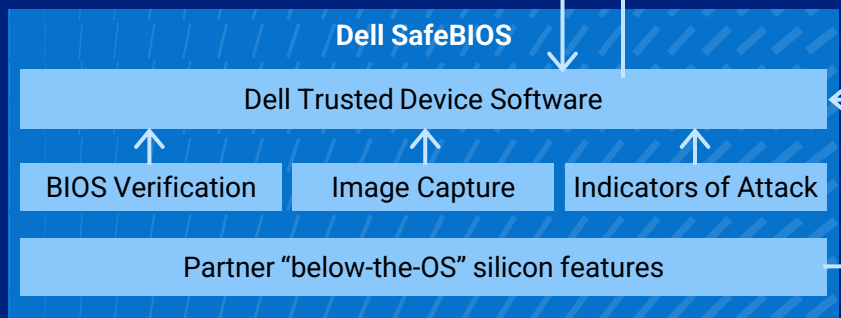 Dell SafeBIOS
Dell Trusted Device Software
BIOS Verification
Image Capture
Indicators of Attack
Partner “below-the-OS” silicon features